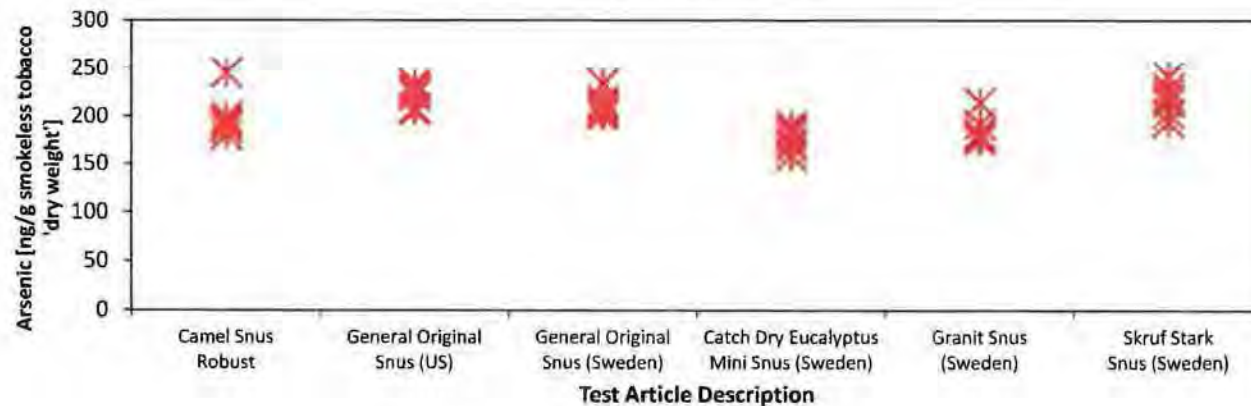 Arsenic [ng/g smokeless tobacco
'dry weight']
300
250
200
150
100
50
0
Camel Snus
Robust
General Original
Snus (US)
General Original
Snus (Sweden)
Catch Dry Eucalyptus
Mini Snus (Sweden)
Granit Snus
(Sweden)
Skruf Stark
Snus (Sweden)
Test Article Description